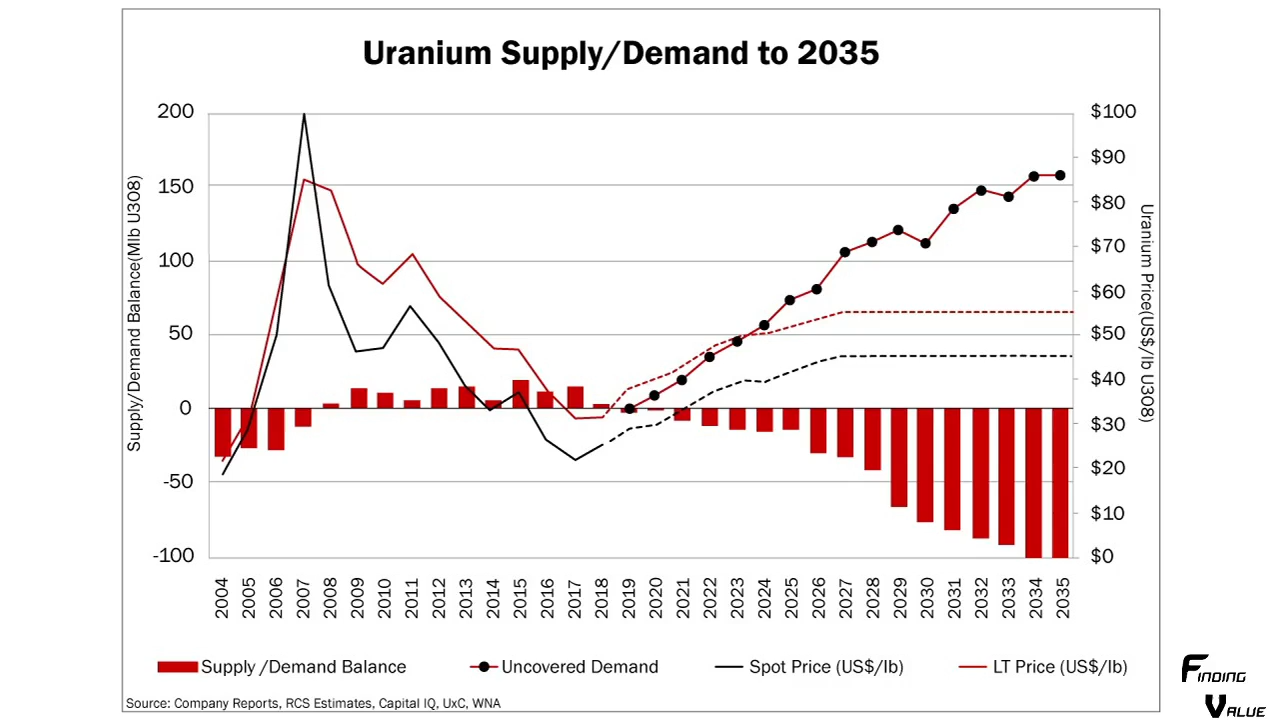 Uranium Supply/Demand to 2035
200
150
100
50
0
-50
-100
Supply/Demand Balance(Mlb U308)
$100
$90
$80
$70
$60
$50
$40
$30
$20
$10
$0
Uranium Price(US$/lb U308)
2004 2005 2006 2007 2008 2009 2010 2011 2012 2013 2014 2015 2016 2017 2018 2019 2020 2021 2022 2023 2024 2025 2026 2027 2028 2029 2030 2031 2032 2033 2034 2035
Supply /Demand Balance Uncovered Demand Spot Price (US$/lb) LT Price (US$/lb)
Source: Company Reports, RCS Estimates, Capital IQ, UxC, WNA
FINDING
VALUE